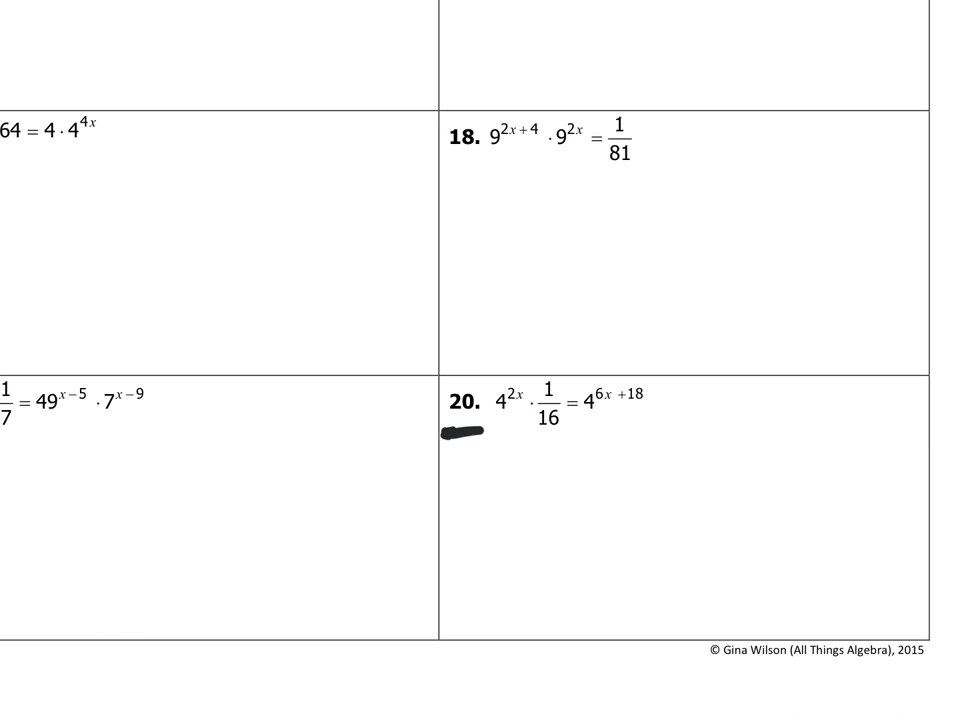 64 = 4 · 4^{4x}
18. 9^{2x+4} · 9^{2x} = 1/81
1/7 = 49^{x-5} · 7^{x-9}
20. 4^{2x} · 1/16 = 4^{6x+18}
© Gina Wilson (All Things Algebra), 2015